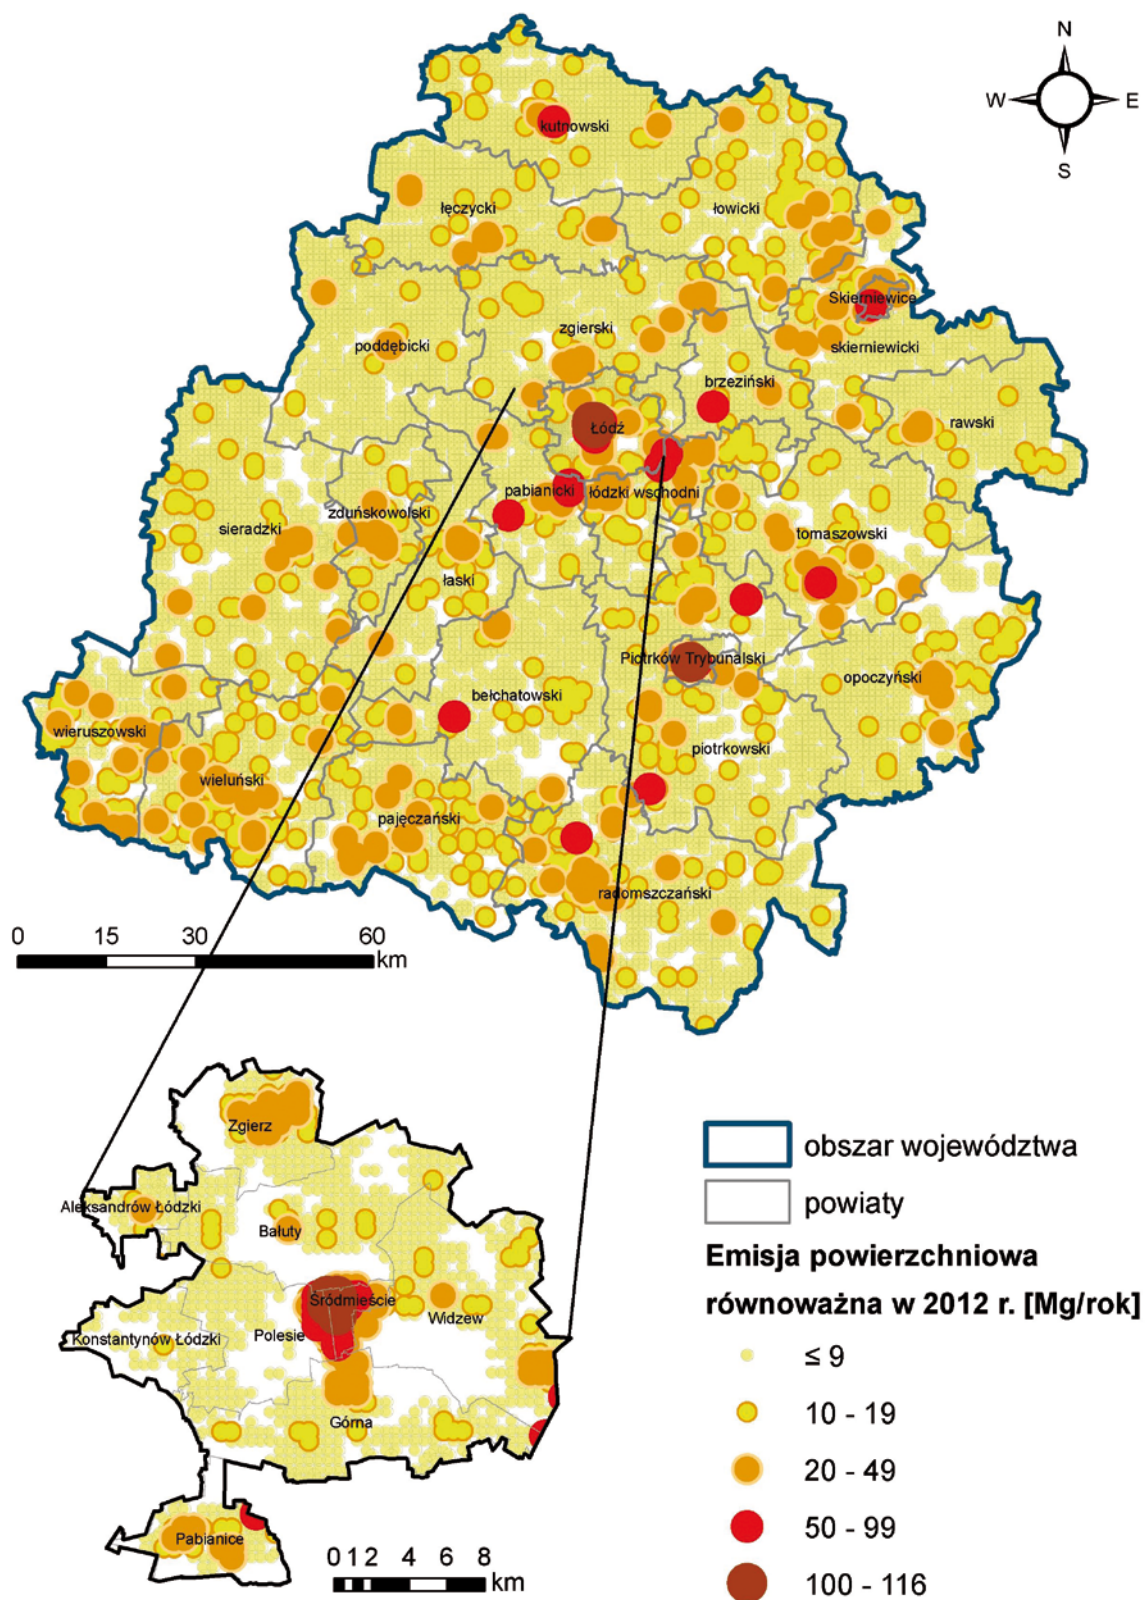 N
W
E
S
kutnowski
łęczycki
łowicki
Skierniewice
zgierski
poddębicki
skierniewicki
brzeziński
rawski
Łódź
pabianicki
łódzki wschodni
zduńskowolski
sieradzki
tomaszowski
łaski
Piotrków Trybunalski
opoczyński
bełchatowski
wieruszowski
piotrkowski
wieluński
pajęczański
radomszczański
0 15 30 60
km
Zgierz
Aleksandrów Łódzki
Bałuty
Śródmieście
Widzew
Polesie
Konstantynów Łódzki
Górna
Pabianice
0 1 2 4 6 8
km
obszar województwa
powiaty
Emisja powierzchniowa
równoważna w 2012 r. [Mg/rok]
≤ 9
10 - 19
20 - 49
50 - 99
100 - 116